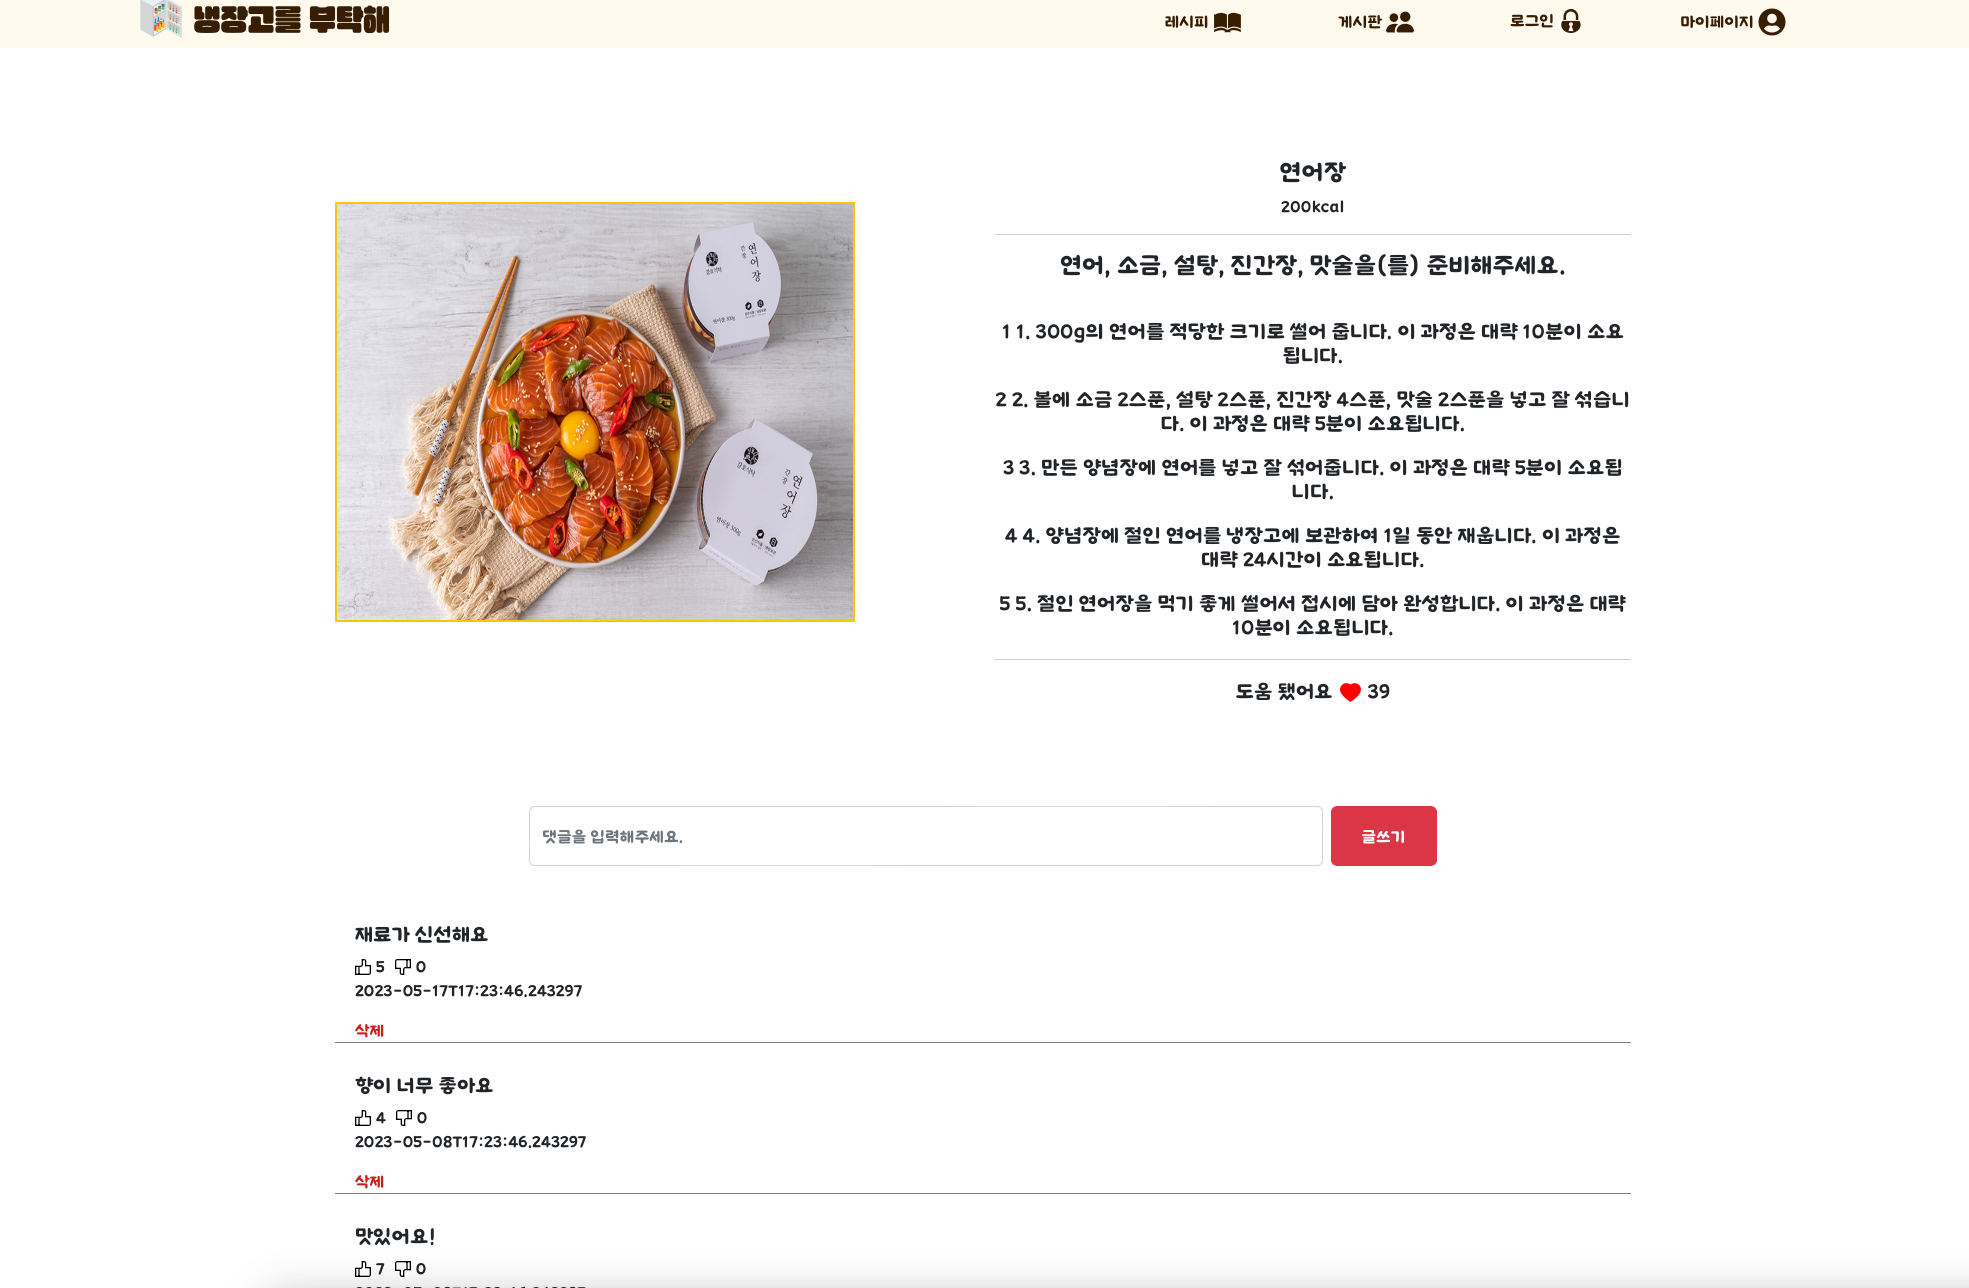 냉장고를 부탁해
레시피
게시판
로그인
마이페이지
연어장
200kcal
연어, 소금, 설탕, 진간장, 맛술을(를) 준비해주세요.
1 1. 300g의 연어를 적당한 크기로 썰어 줍니다. 이 과정은 대략 10분이 소요
됩니다.
2 2. 볼에 소금 2스푼, 설탕 2스푼, 진간장 4스푼, 맛술 2스푼을 넣고 잘 섞습니
다. 이 과정은 대략 5분이 소요됩니다.
3 3. 만든 양념장에 연어를 넣고 잘 섞어줍니다. 이 과정은 대략 5분이 소요됩
니다.
4 4. 양념장에 절인 연어를 냉장고에 보관하여 1일 동안 재웁니다. 이 과정은
대략 24시간이 소요됩니다.
5 5. 절인 연어장을 먹기 좋게 썰어서 접시에 담아 완성합니다. 이 과정은 대략
10분이 소요됩니다.
도움 됐어요 39
간장
연어장
간장
연어장
댓글을 입력해주세요.
글쓰기
재료가 신선해요
5 0
2023-05-17T17:23:46.243297
삭제
향이 너무 좋아요
4 0
2023-05-08T17:23:46.243297
삭제
맛있어요!
7 0